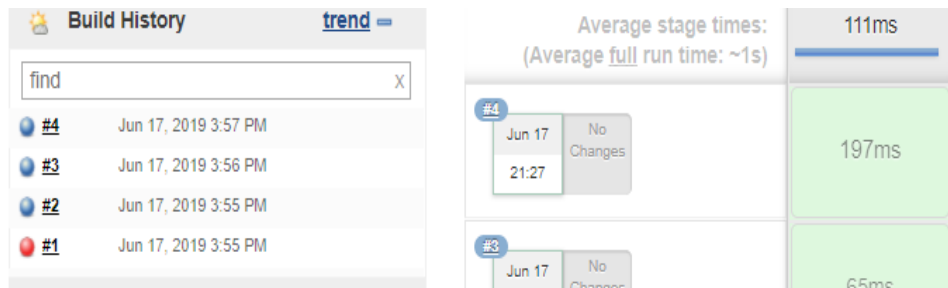 Build History trend
find X
#4 Jun 17, 2019 3:57 PM
#3 Jun 17, 2019 3:56 PM
#2 Jun 17, 2019 3:55 PM
#1 Jun 17, 2019 3:55 PM
Average stage times:
(Average full run time: ~1s)
111ms
#4
Jun 17
21:27
No
Changes
197ms
#3
Jun 17
No
Changes
65ms